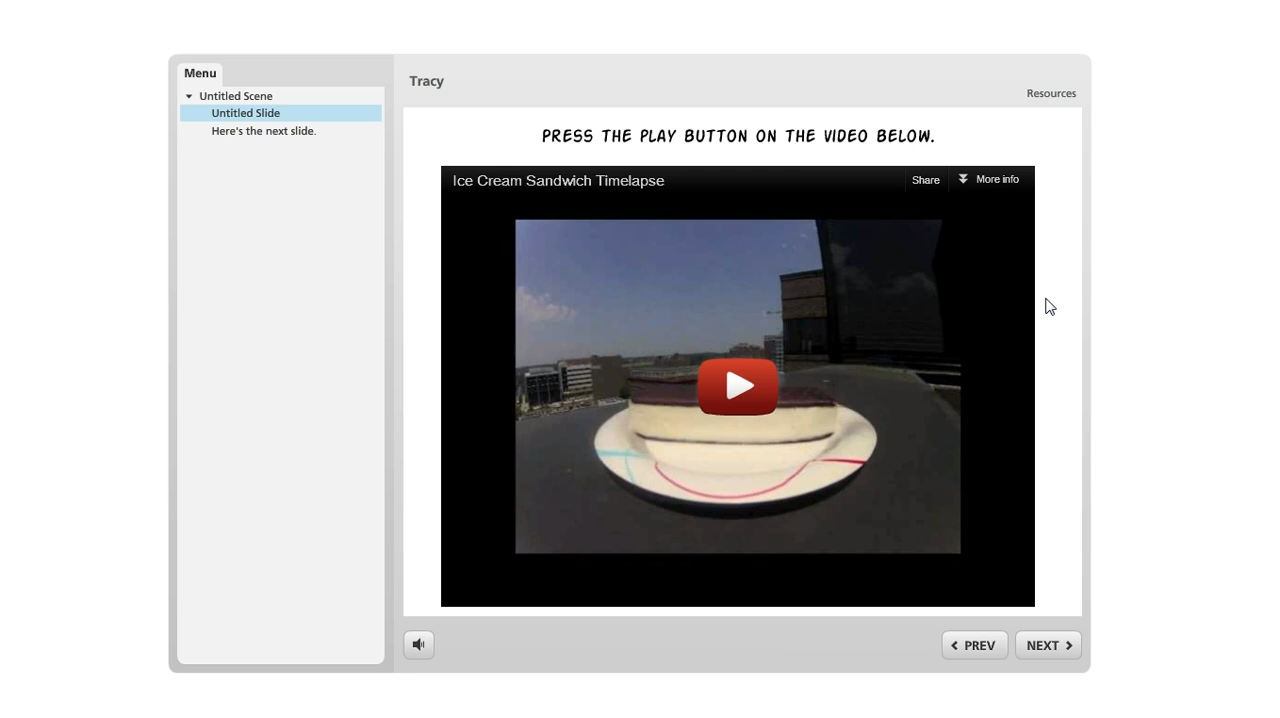 Menu
Untitled Scene
Untitled Slide
Here's the next slide.
Tracy
Resources
PRESS THE PLAY BUTTON ON THE VIDEO BELOW.
Ice Cream Sandwich Timelapse
Share
More info
PREV
NEXT